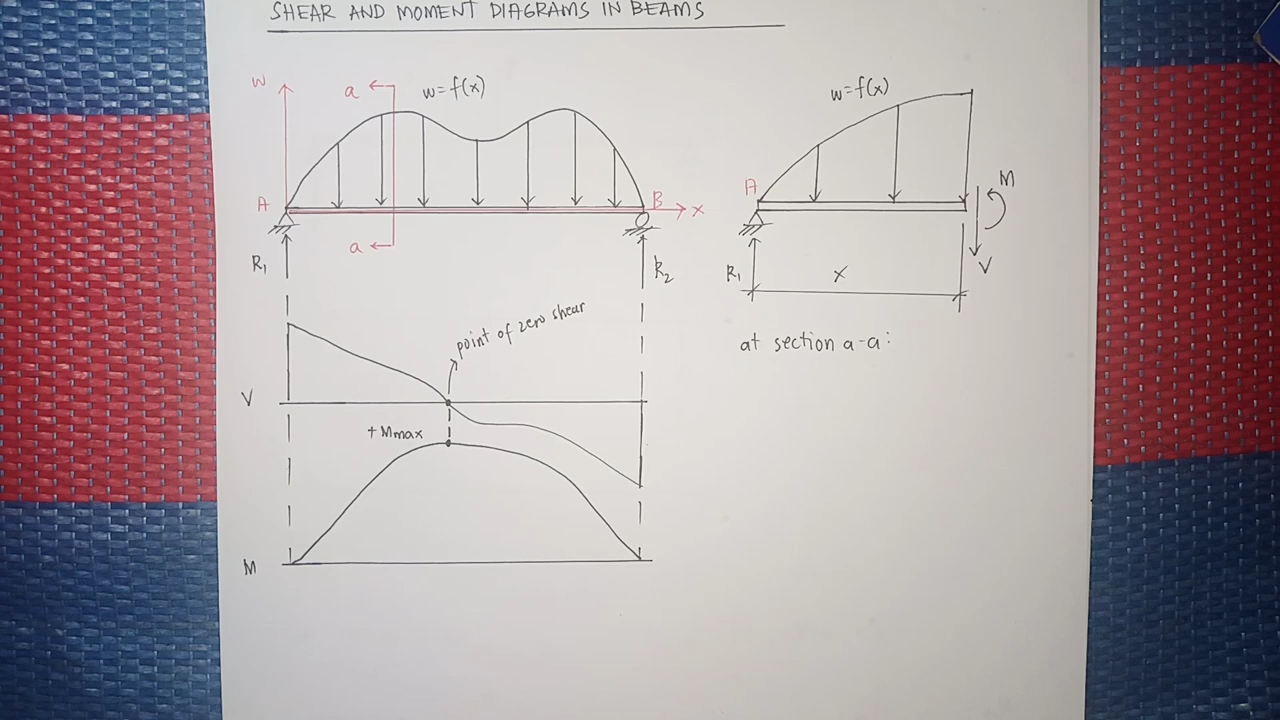 SHEAR AND MOMENT DIAGRAMS IN BEAMS
w
a
w=f(x)
A
B
x
a
R₁
R₂
point of zero shear
V
+Mmax
M
w=f(x)
A
M
V
R₁
x
at section a-a: